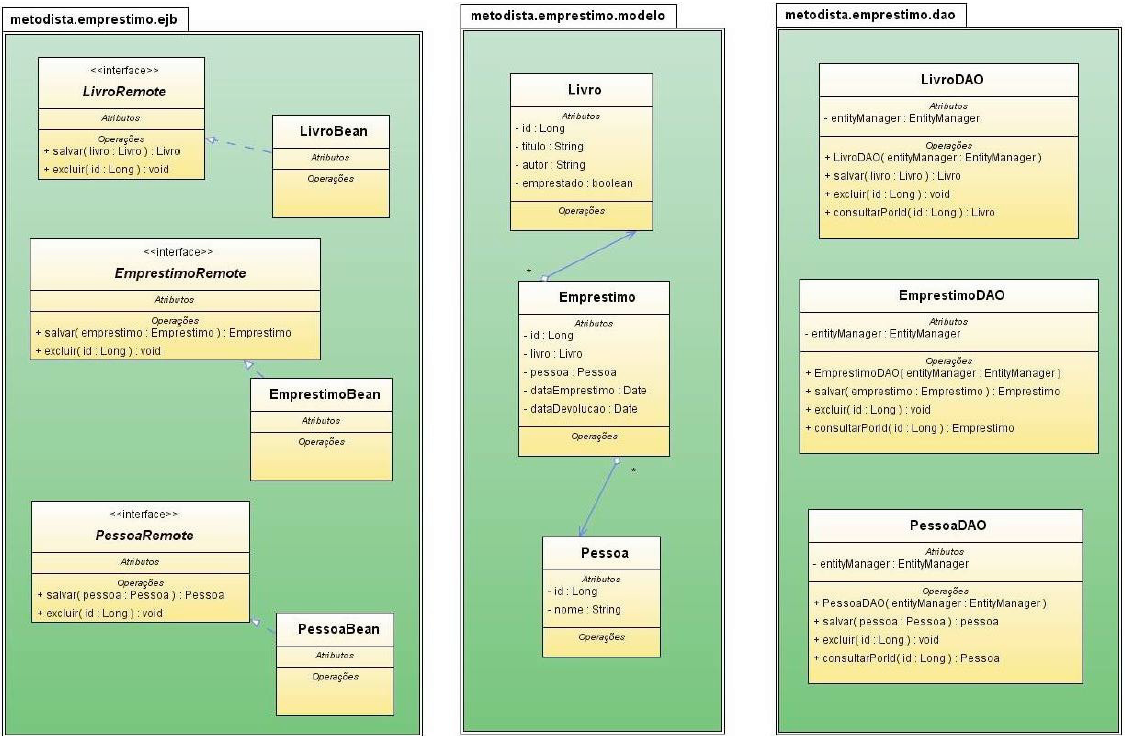 metodista.emprestimo.ejb
<<interface>>
LivroRemote
Atributos
Operações
+ salvar( livro : Livro ) : Livro
+ excluir( id : Long ) : void
LivroBean
Atributos
Operações
<<interface>>
EmprestimoRemote
Atributos
Operações
+ salvar( emprestimo : Emprestimo ) : Emprestimo
+ excluir( id : Long ) : void
EmprestimoBean
Atributos
Operações
<<interface>>
PessoaRemote
Atributos
Operações
+ salvar( pessoa : Pessoa ) : Pessoa
+ excluir( id : Long ) : void
PessoaBean
Atributos
Operações
metodista.emprestimo.modelo
Livro
Atributos
- id : Long
- titulo : String
- autor : String
- emprestado : boolean
Operações
*
Emprestimo
Atributos
- id : Long
- livro : Livro
- pessoa : Pessoa
- dataEmprestimo : Date
- dataDevolucao : Date
Operações
*
Pessoa
Atributos
- id : Long
- nome : String
Operações
metodista.emprestimo.dao
LivroDAO
Atributos
- entityManager : EntityManager
Operações
+ LivroDAO( entityManager : EntityManager )
+ salvar( livro : Livro ) : Livro
+ excluir( id : Long ) : void
+ consultarPorId( id : Long ) : Livro
EmprestimoDAO
Atributos
- entityManager : EntityManager
Operações
+ EmprestimoDAO( entityManager : EntityManager )
+ salvar( emprestimo : Emprestimo ) : Emprestimo
+ excluir( id : Long ) : void
+ consultarPorId( id : Long ) : Emprestimo
PessoaDAO
Atributos
- entityManager : EntityManager
Operações
+ PessoaDAO( entityManager : EntityManager )
+ salvar( pessoa : Pessoa ) : pessoa
+ excluir( id : Long ) : void
+ consultarPorId( id : Long ) : Pessoa